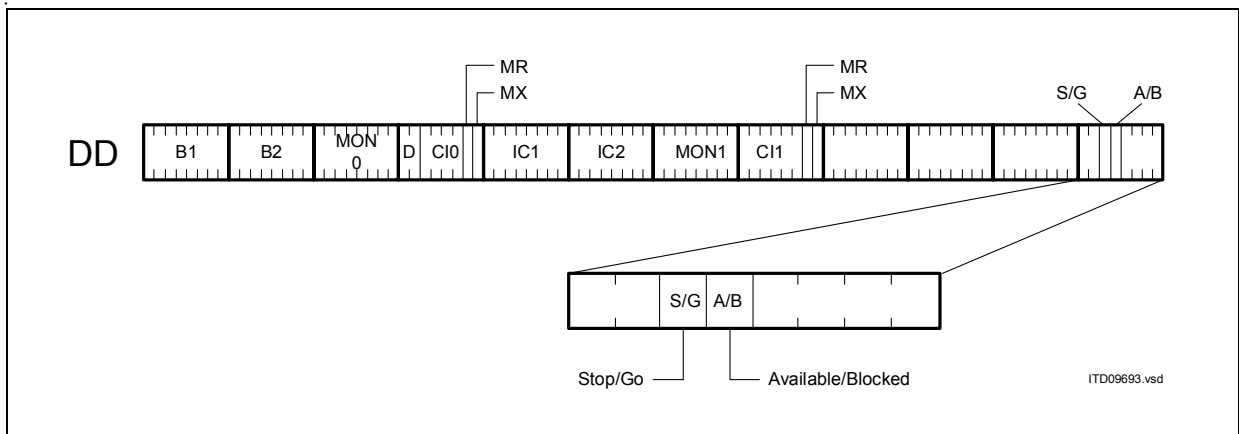 MR
MX
MR
MX
S/G
A/B
DD
B1
B2
MON
0
D
CI0
IC1
IC2
MON1
CI1
S/G
A/B
Stop/Go
Available/Blocked
ITD09693.vsd